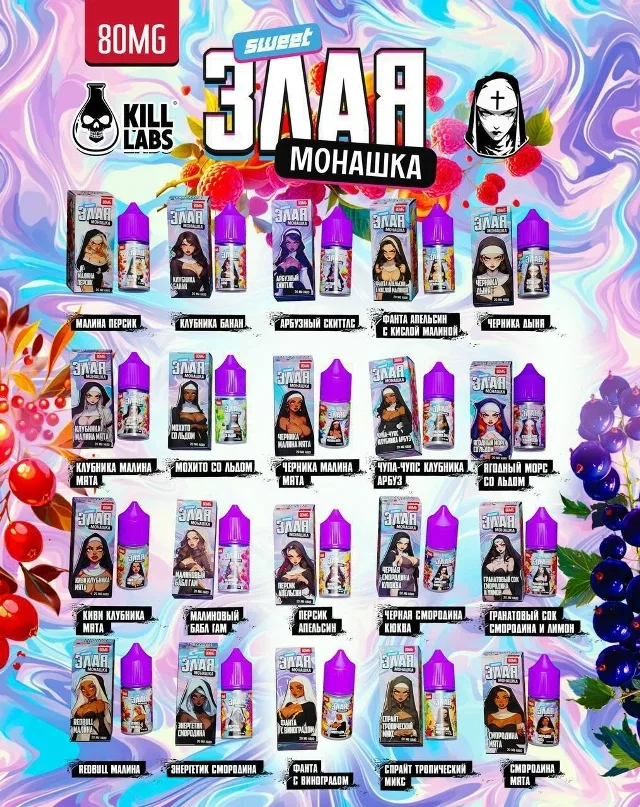 80MG
sweet
ЗЛАЯ
МОНАШКА
KILL
LABS
МАЛИНА ПЕРСИК
КЛУБНИКА БАНАН
АРБУЗНЫЙ СКИТТЛС
ФАНТА АПЕЛЬСИН
С КИСЛОЙ МАЛИНОЙ
ЧЕРНИКА ДЫНЯ
КЛУБНИКА МАЛИНА
МЯТА
МОХИТО СО ЛЬДОМ
ЧЕРНИКА МАЛИНА
МЯТА
ЧУПА-ЧУПС КЛУБНИКА
АРБУЗ
ЯГОДНЫЙ МОРС
СО ЛЬДОМ
КИВИ КЛУБНИКА
МЯТА
МАЛИНОВЫЙ
БАБЛ ГАМ
ПЕРСИК
АПЕЛЬСИН
ЧЕРНАЯ СМОРОДИНА
КЮКВА
ГРАНАТОВЫЙ СОК
СМОРОДИНА И ЛИМОН
REDBULL МАЛИНА
ЭНЕРГЕТИК СМОРОДИНА
ФАНТА
С ВИНОГРАДОМ
СПРАЙТ ТРОПИЧЕСКИЙ
МИКС
СМОРОДИНА
МЯТА